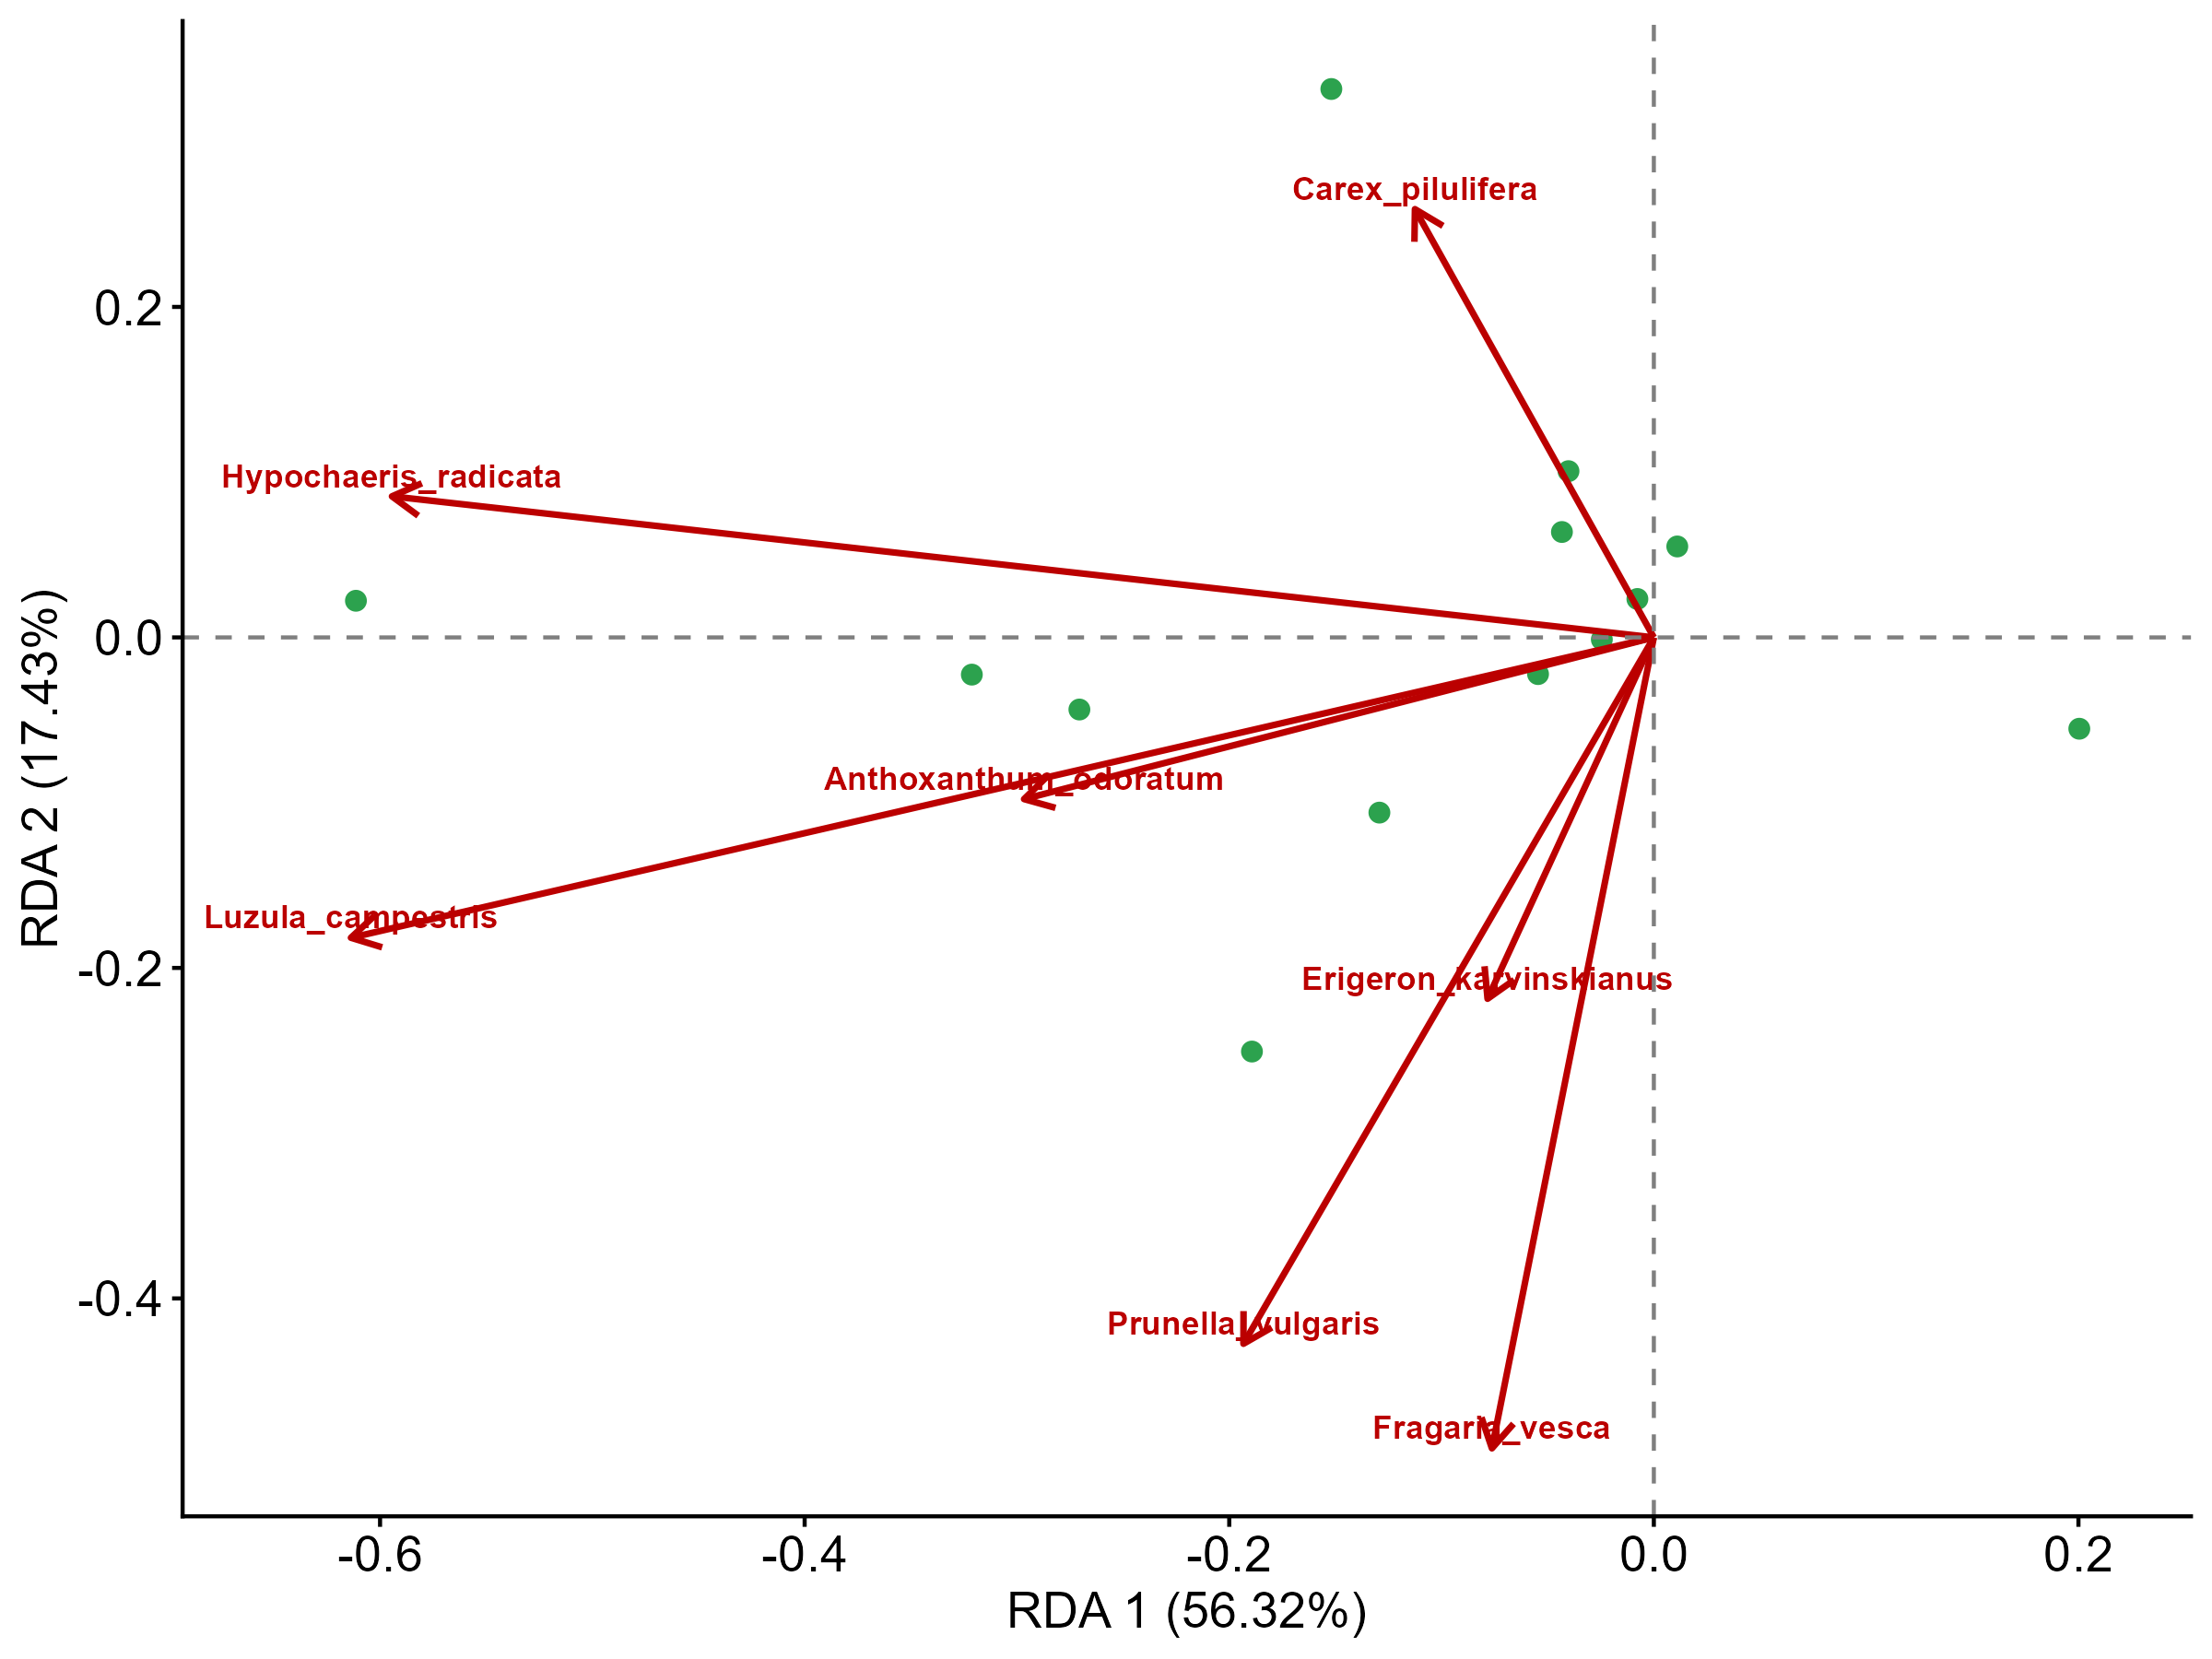 Carex_pilulifera
0.2
Hypochaeris_radicata
0.0
Anthoxanthum_odoratum
Luzula_campestris
-0.2
Erigeron_karvinskianus
-0.4
Prunella_vulgaris
Fragaria_vesca
RDA 2 (17.43%)
-0.6 -0.4 -0.2 0.0 0.2
RDA 1 (56.32%)